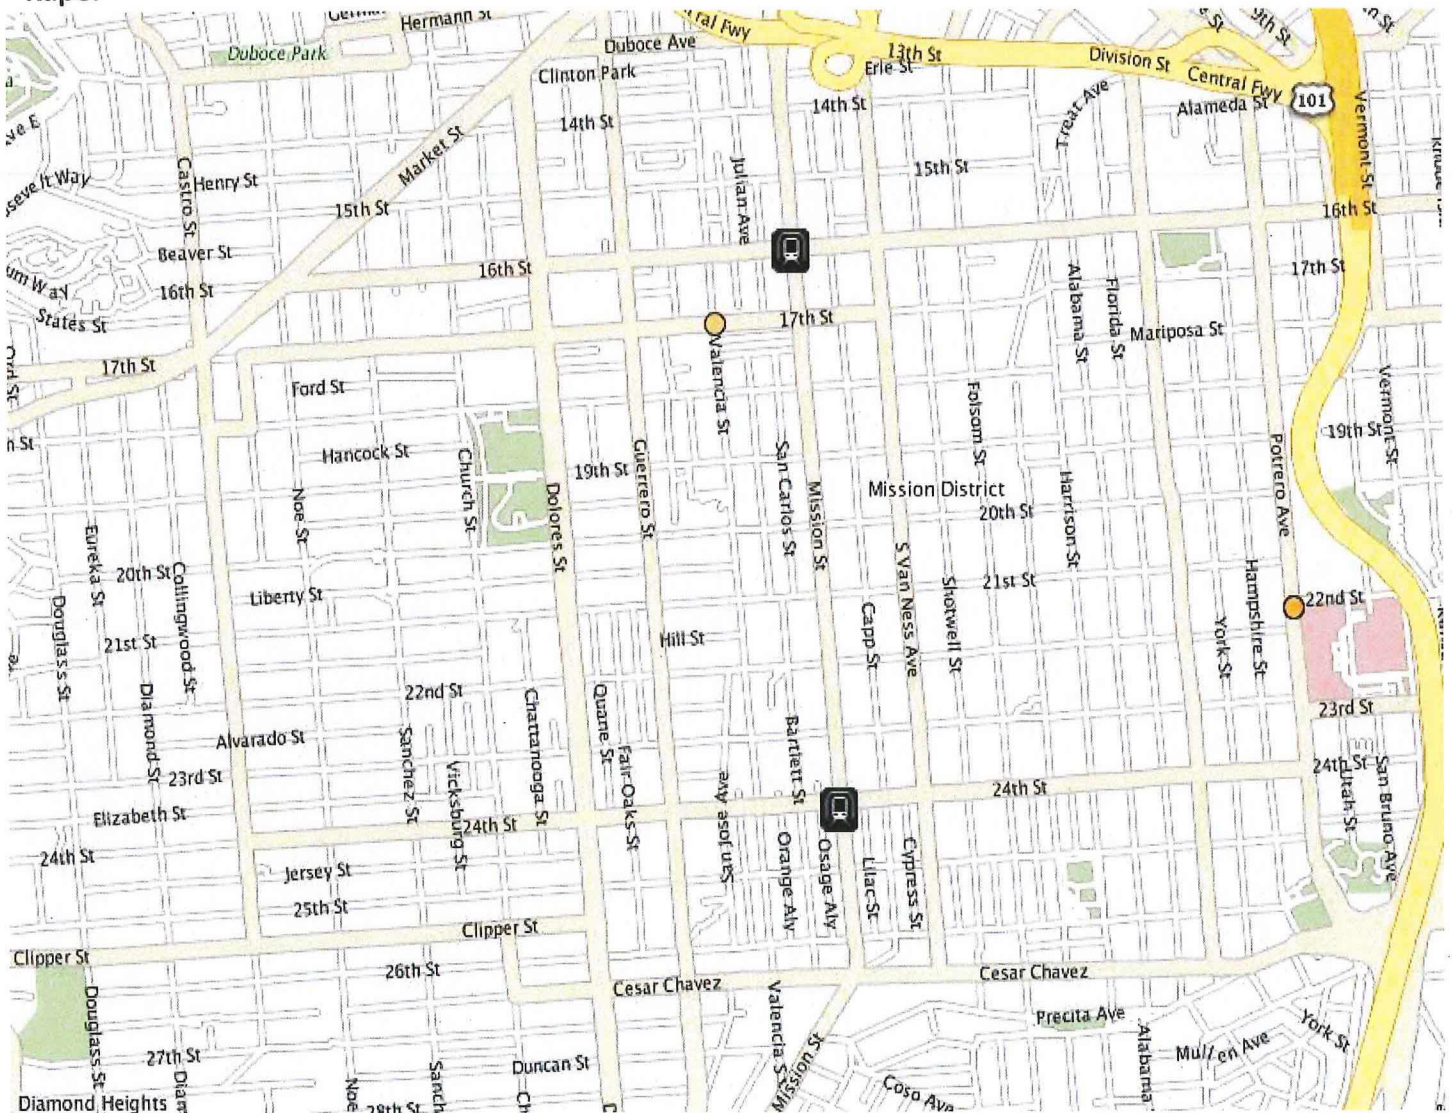 Hermann St
ral Fwy
Duboce Park
Duboce Ave
13th St
Division St
Erie St
Clinton Park
Central Fwy
101
14th St
14th St
Alameda St
Treat Ave
Vermont St
Market St
Castro St
Julian Ave
15th St
Henry St
15th St
16th St
Beaver St
16th St
16th St
17th St
States St
17th St
Alabama St
Florida St
Mariposa St
17th St
Valencia St
Ford St
Folsom St
Vermont St
19th St
Hancock St
Church St
19th St
Guerrero St
San Carlos St
Mission St
Mission District
20th St
Harrison St
Potrero Ave
Noe St
Dolores St
Eureka St
20th St
Collingwood St
Liberty St
S Van Ness Ave
21st St
Shotwell St
Hampshire St
22nd St
Douglass St
21st St
Hill St
Capp St
York St
22nd St
Diamond St
Chattanooga St
Quane St
23rd St
Alvarado St
Sanchez St
Bartlett St
23rd St
Vicksburg St
Fair Oaks St
San Jose Ave
24th St
Utah St
San Bruno Ave
Elizabeth St
24th St
24th St
24th St
Jersey St
Orange Aly
Osage Aly
Lilac St
Cypress St
25th St
Clipper St
Clipper St
26th St
Cesar Chavez
Cesar Chavez
Douglass St
Valencia St
Precita Ave
York St
27th St
Duncan St
Mission St
Alabama
Mullen Ave
Coso Ave
Diamond Heights
Noe
28th St